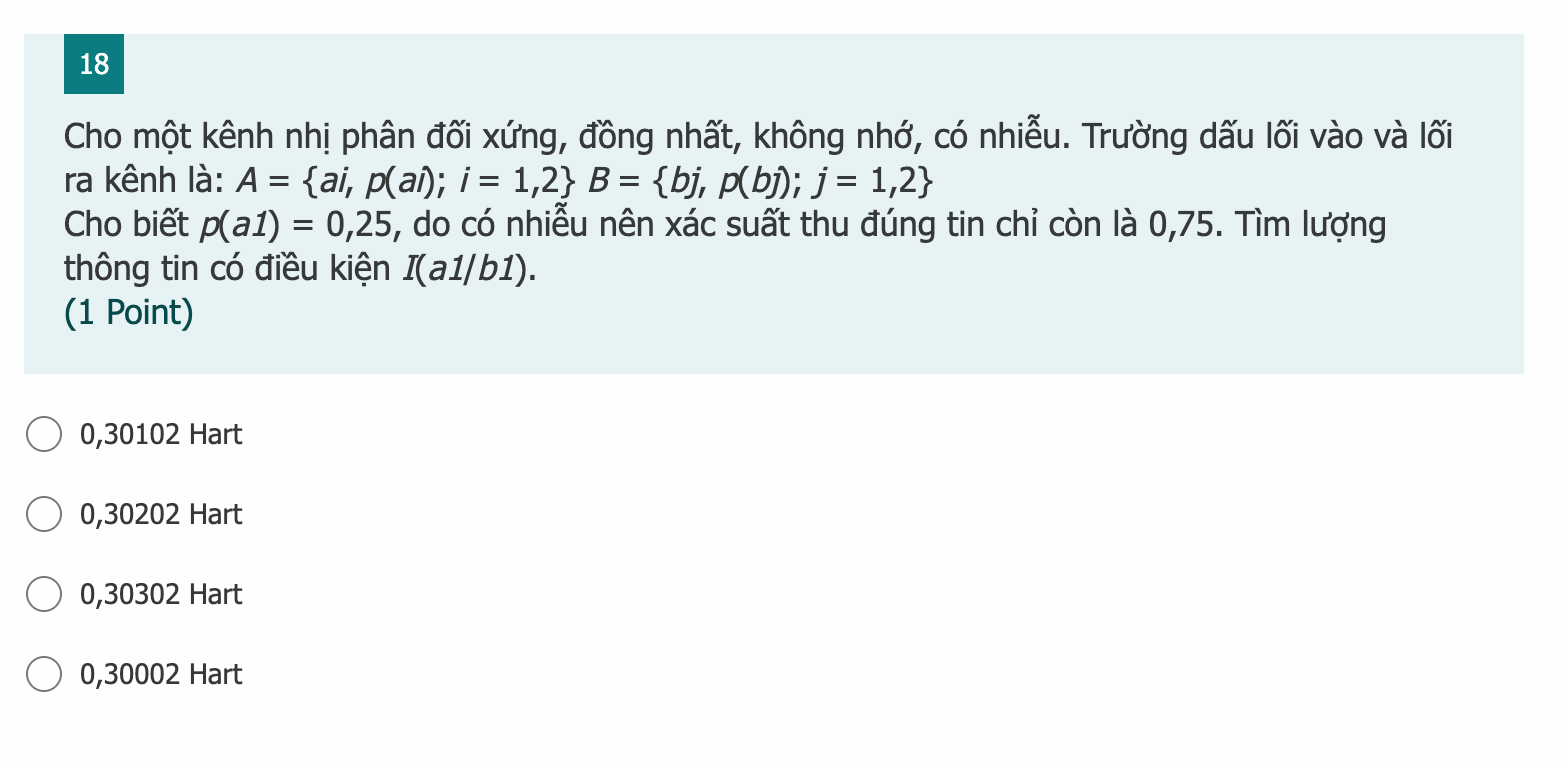 18
Cho một kênh nhị phân đối xứng, đồng nhất, không nhớ, có nhiễu. Trường dấu lối vào và lối
ra kênh là: A = {ai, p(ai); i = 1,2} B = {bj, p(bj); j = 1,2}
Cho biết p(a1) = 0,25, do có nhiễu nên xác suất thu đúng tin chỉ còn là 0,75. Tìm lượng
thông tin có điều kiện I(a1/b1).
(1 Point)
0,30102 Hart
0,30202 Hart
0,30302 Hart
0,30002 Hart